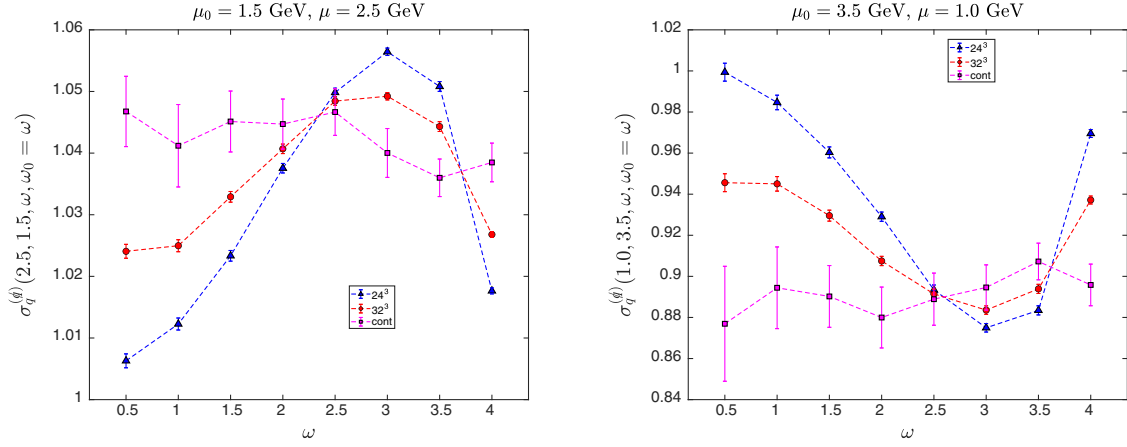 μ₀ = 1.5 GeV, μ = 2.5 GeV
σ_q^(q̸)(2.5, 1.5, ω, ω₀ = ω)
1.06
1.05
1.04
1.03
1.02
1.01
1
24³
32³
cont
0.5 1 1.5 2 2.5 3 3.5 4
ω
μ₀ = 3.5 GeV, μ = 1.0 GeV
σ_q^(q̸)(1.0, 3.5, ω, ω₀ = ω)
1.02
1
0.98
0.96
0.94
0.92
0.9
0.88
0.86
0.84
24³
32³
cont
0.5 1 1.5 2 2.5 3 3.5 4
ω